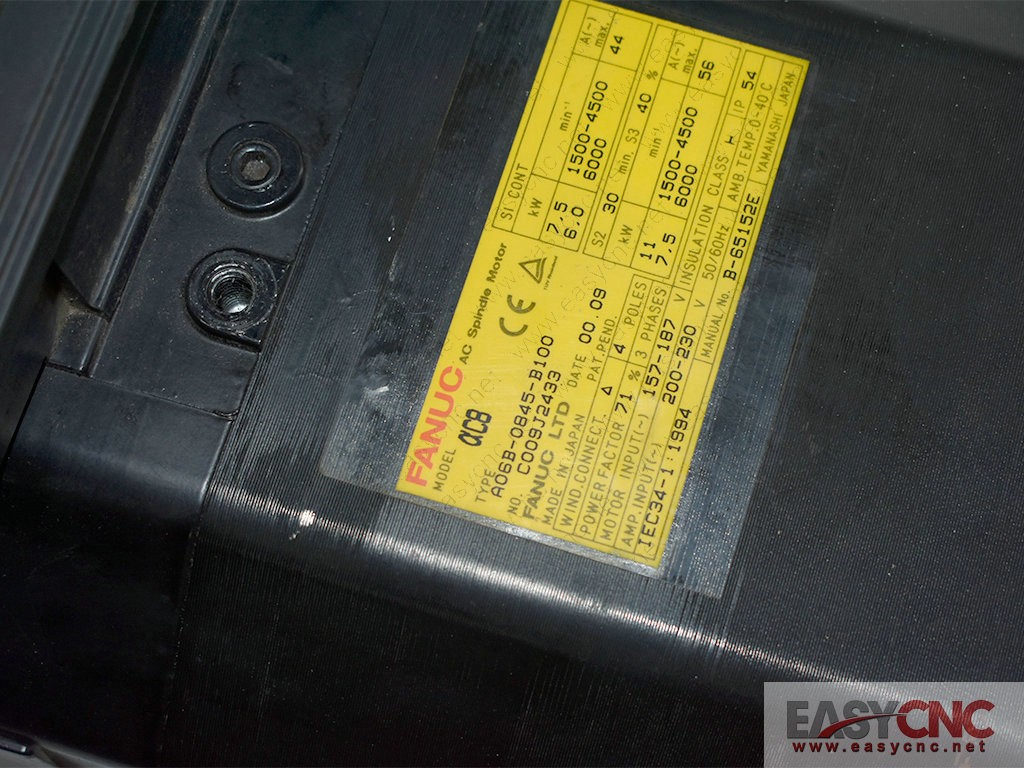 FANUC AC Spindle Motor
MODEL αC8
TYPE A06B-0845-B100
NO. C009J2433
FANUC LTD DATE 00.09
MADE IN JAPAN PAT.PEND.
WIND.CONNECT. Δ 4 POLES
POWER FACTOR 71 % 3 PHASES
MOTOR INPUT(~) 157-187 V
AMP.INPUT(~) 200-230 V 50/60Hz
IEC34-1:1994 MANUAL No. B-65152E
CE
S1 CONT
kW min⁻¹ A(~) max.
7.5 1500-4500 44
6.0 6000
S2 30 min S3 40 %
kW min⁻¹ A(~) max.
11 1500-4500 56
7.5 6000
INSULATION CLASS H IP 54
AMB.TEMP.0-40°C
YAMANASHI JAPAN
EASYCNC
www.easycnc.net